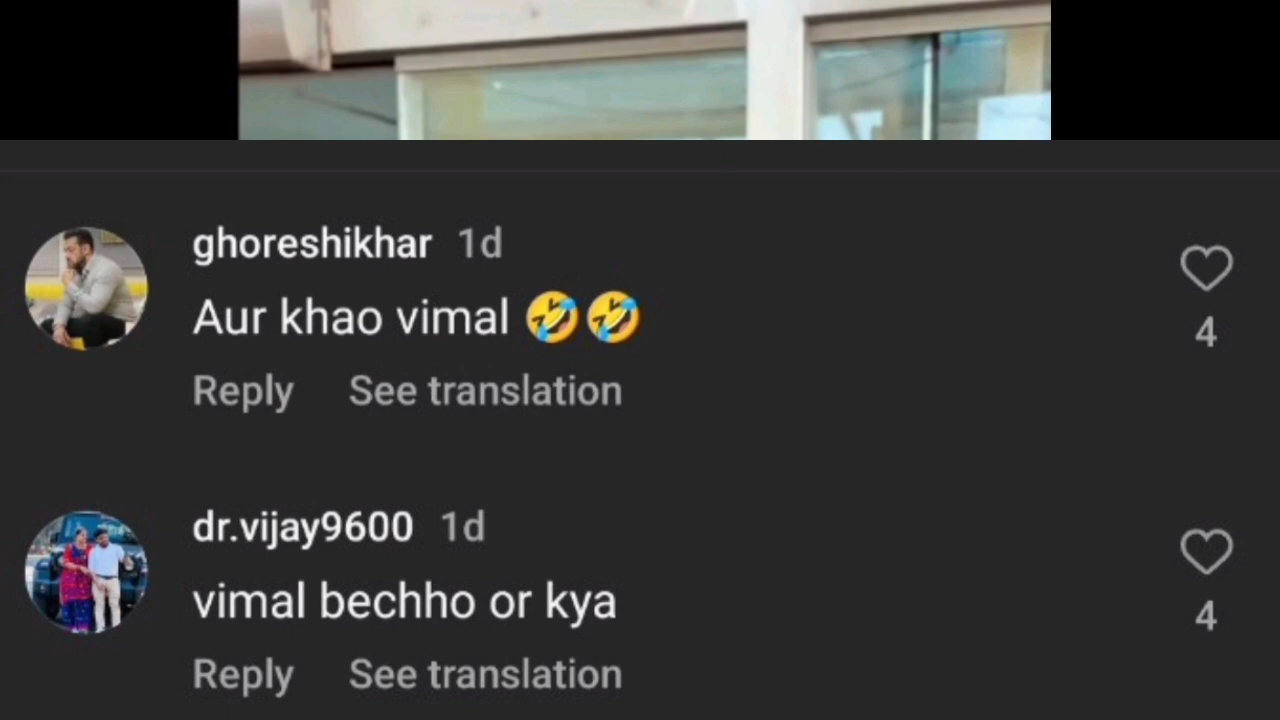 ghoreshikhar 1d
Aur khao vimal 🤣🤣
4
Reply See translation
dr.vijay9600 1d
vimal bechho or kya
4
Reply See translation